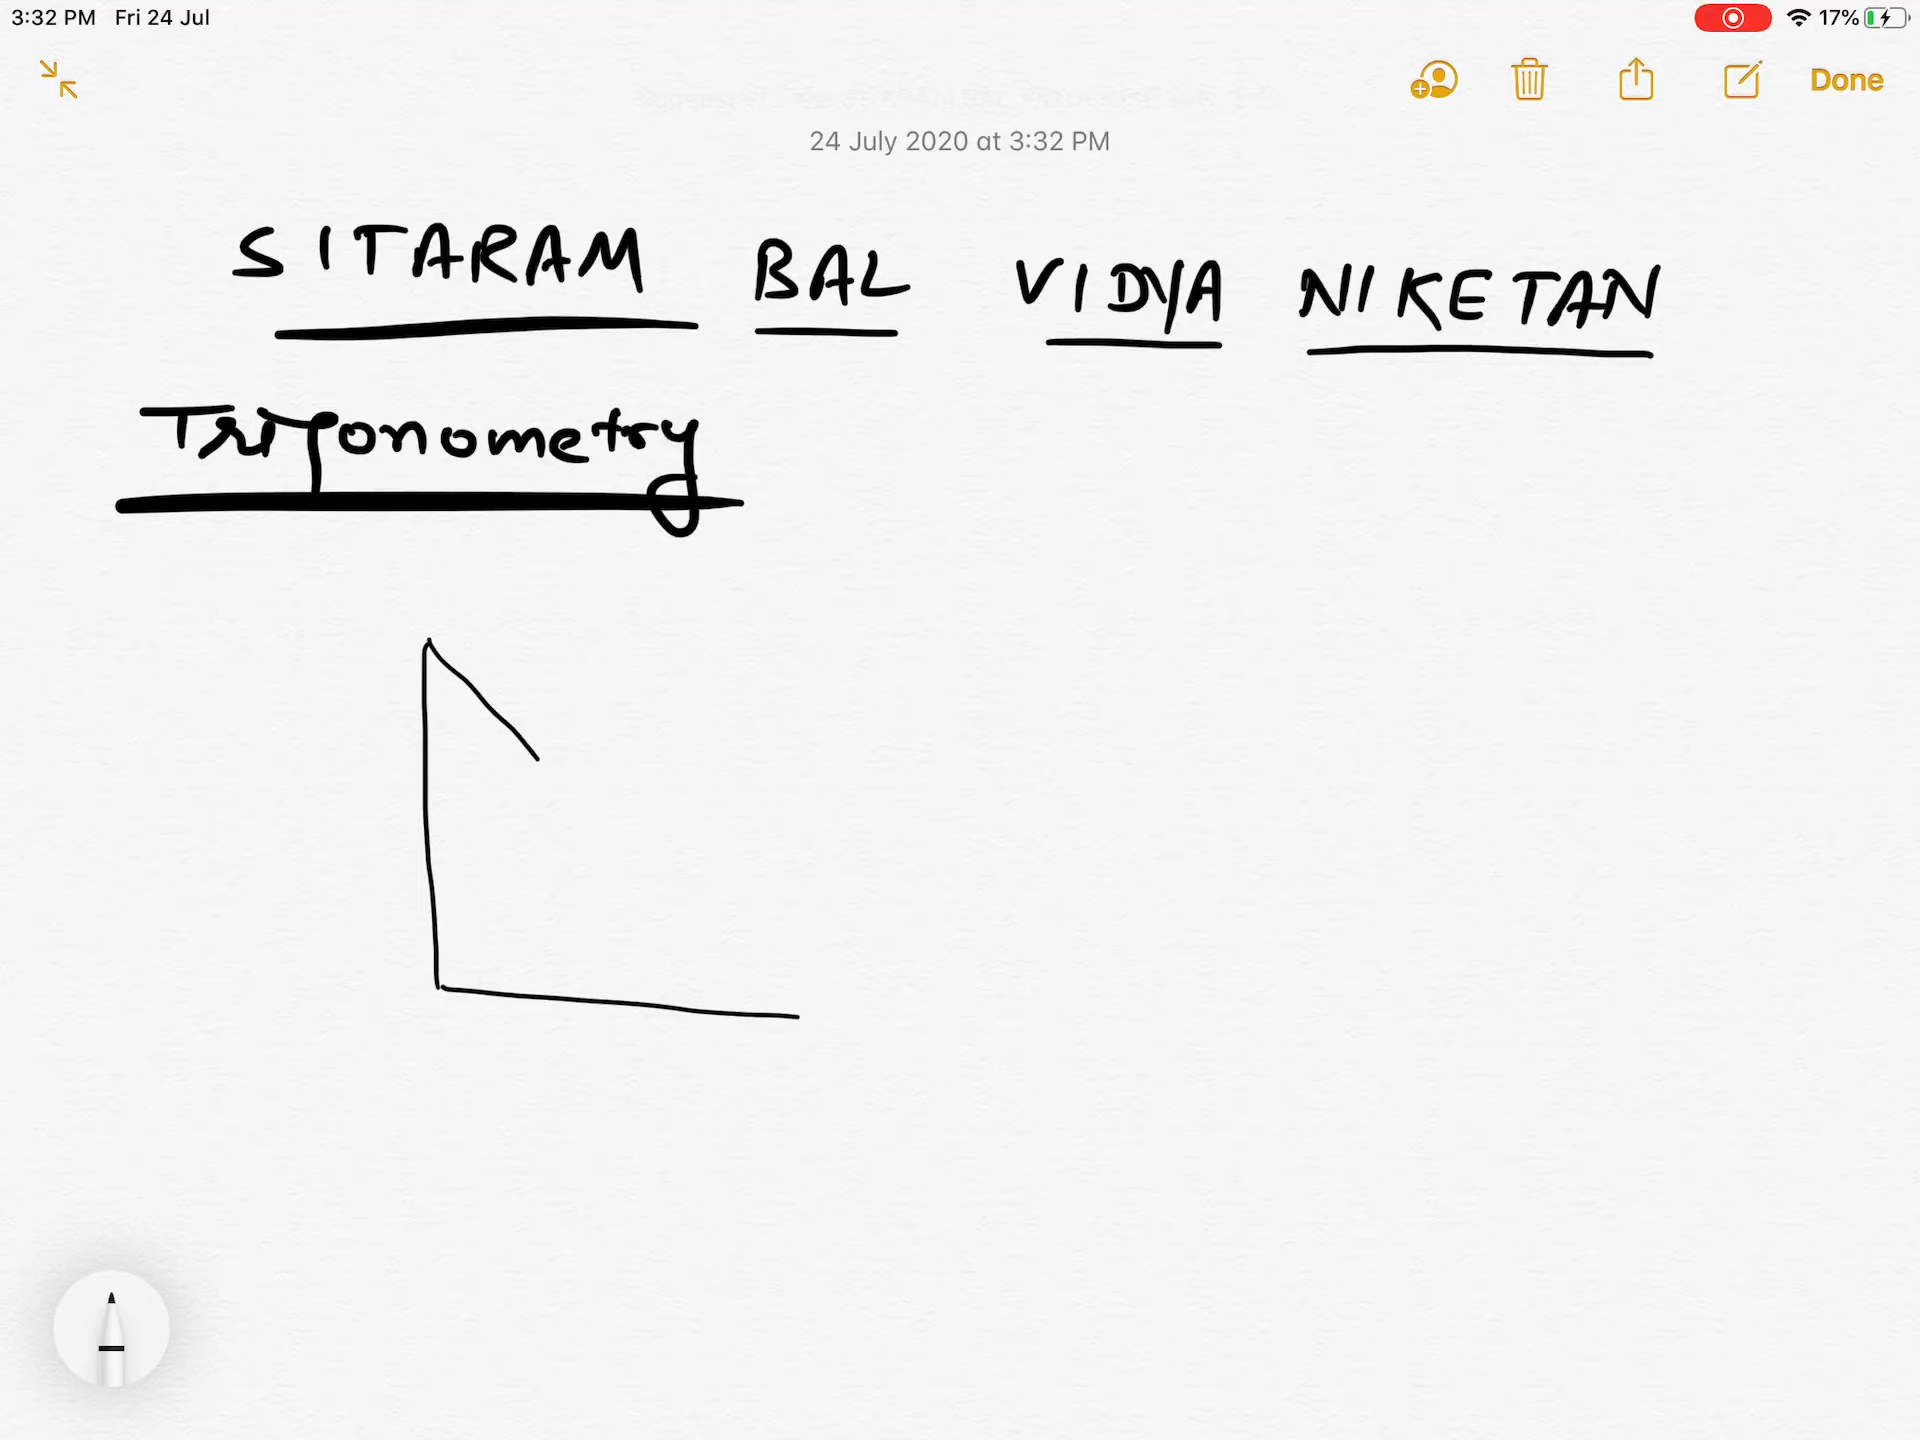 3:32 PM Fri 24 Jul 17%
Done
24 July 2020 at 3:32 PM
SITARAM BAL VIDYA NIKETAN
Trigonometry